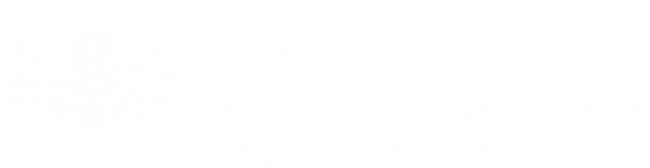 Australian Government
Department of Industry, Science,
Energy and Resources